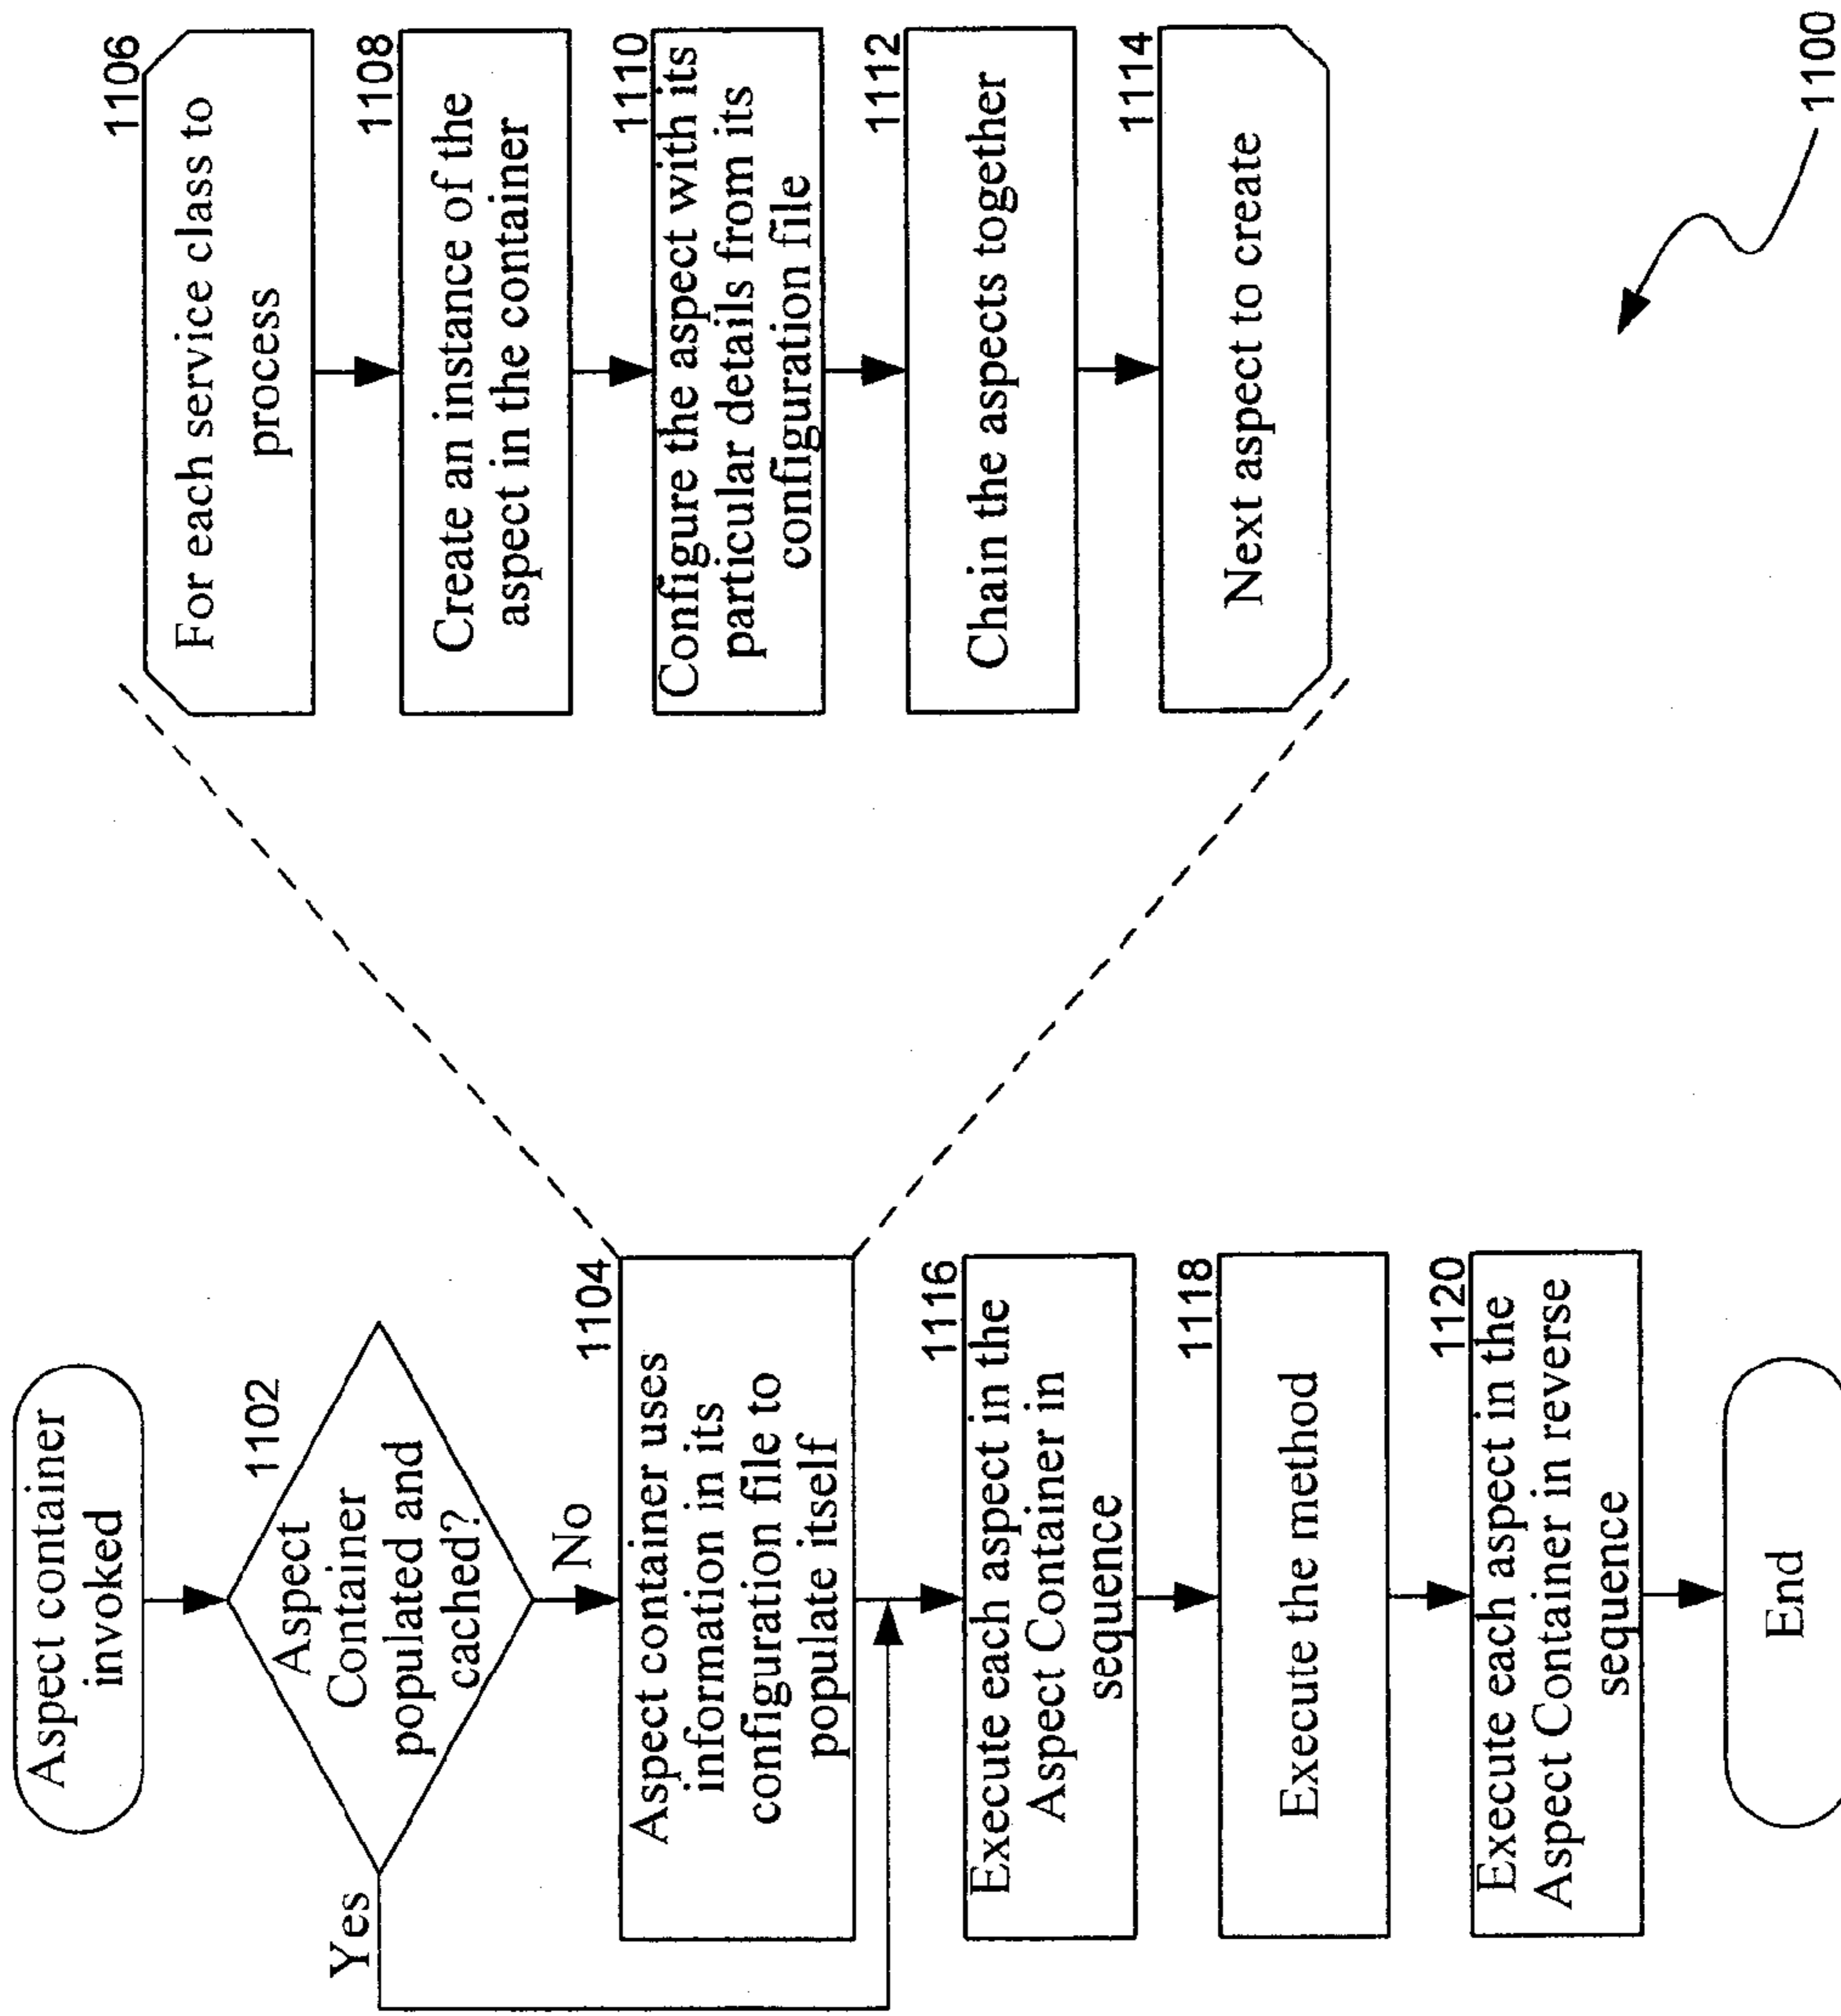 Aspect container
invoked
1102
Aspect
Container
populated and
cached?
Yes
No
1104
Aspect container uses
information in its
configuration file to
populate itself
1116
Execute each aspect in the
Aspect Container in
sequence
1118
Execute the method
1120
Execute each aspect in the
Aspect Container in reverse
sequence
End
1106
For each service class to
process
1108
Create an instance of the
aspect in the container
1110
Configure the aspect with its
particular details from its
configuration file
1112
Chain the aspects together
1114
Next aspect to create
1100